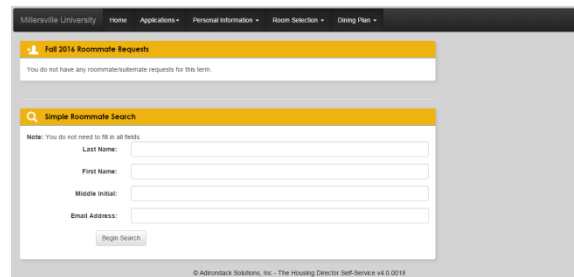 Millersville University Home Applications Personal Information Room Selection Dining Plan
Fall 2016 Roommate Requests
You do not have any roommate/suitemate requests for this term.
Simple Roommate Search
Note: You do not need to fill in all fields.
Last Name:
First Name:
Middle Initial:
Email Address:
Begin Search
© Adirondack Solutions, Inc - The Housing Director Self-Service v4.0.0016